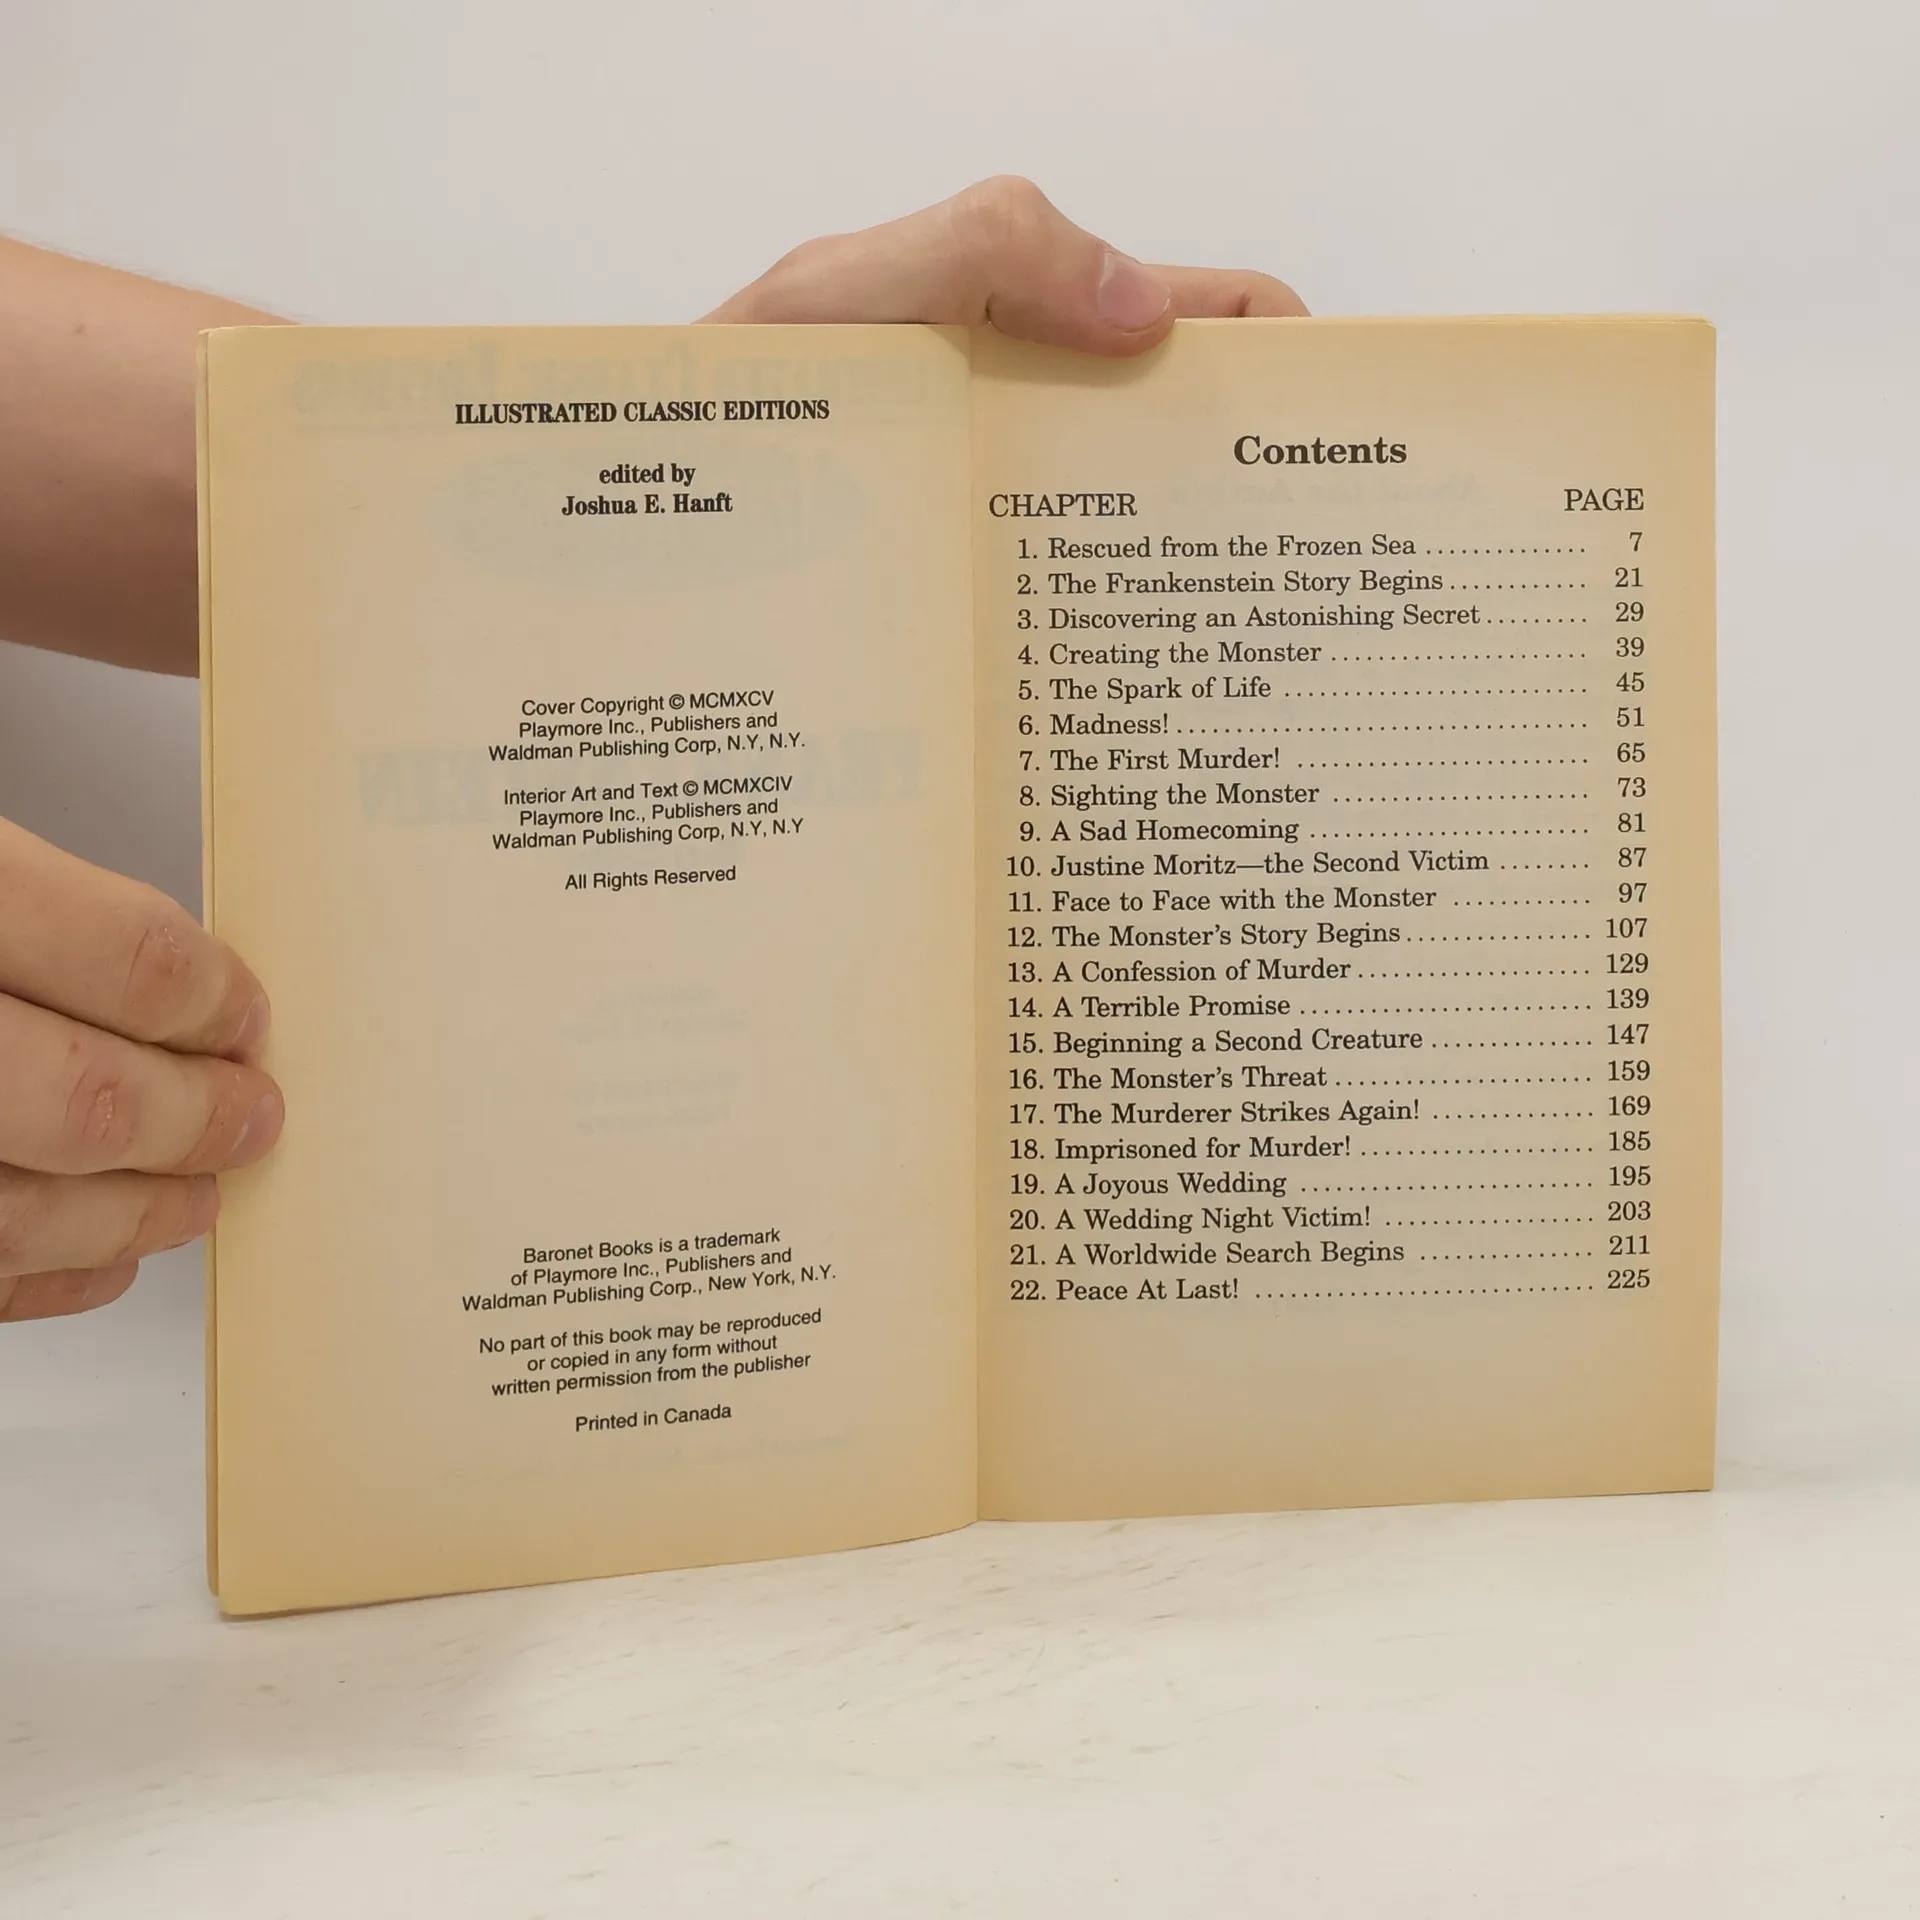 ILLUSTRATED CLASSIC EDITIONS
edited by
Joshua E. Hanft
Cover Copyright © MCMXCV
Playmore Inc., Publishers and
Waldman Publishing Corp, N.Y, N.Y.
Interior Art and Text © MCMXCIV
Playmore Inc., Publishers and
Waldman Publishing Corp, N.Y, N.Y
All Rights Reserved
Baronet Books is a trademark
of Playmore Inc., Publishers and
Waldman Publishing Corp., New York, N.Y.
No part of this book may be reproduced
or copied in any form without
written permission from the publisher
Printed in Canada
Contents
CHAPTER PAGE
1. Rescued from the Frozen Sea .............. 7
2. The Frankenstein Story Begins ............ 21
3. Discovering an Astonishing Secret ......... 29
4. Creating the Monster ...................... 39
5. The Spark of Life .......................... 45
6. Madness! ................................... 51
7. The First Murder! ......................... 65
8. Sighting the Monster ...................... 73
9. A Sad Homecoming ........................ 81
10. Justine Moritz—the Second Victim ........ 87
11. Face to Face with the Monster ............ 97
12. The Monster's Story Begins ................ 107
13. A Confession of Murder .................... 129
14. A Terrible Promise ......................... 139
15. Beginning a Second Creature .............. 147
16. The Monster's Threat ...................... 159
17. The Murderer Strikes Again! .............. 169
18. Imprisoned for Murder! .................... 185
19. A Joyous Wedding ......................... 195
20. A Wedding Night Victim! .................. 203
21. A Worldwide Search Begins ............... 211
22. Peace At Last! ............................. 225